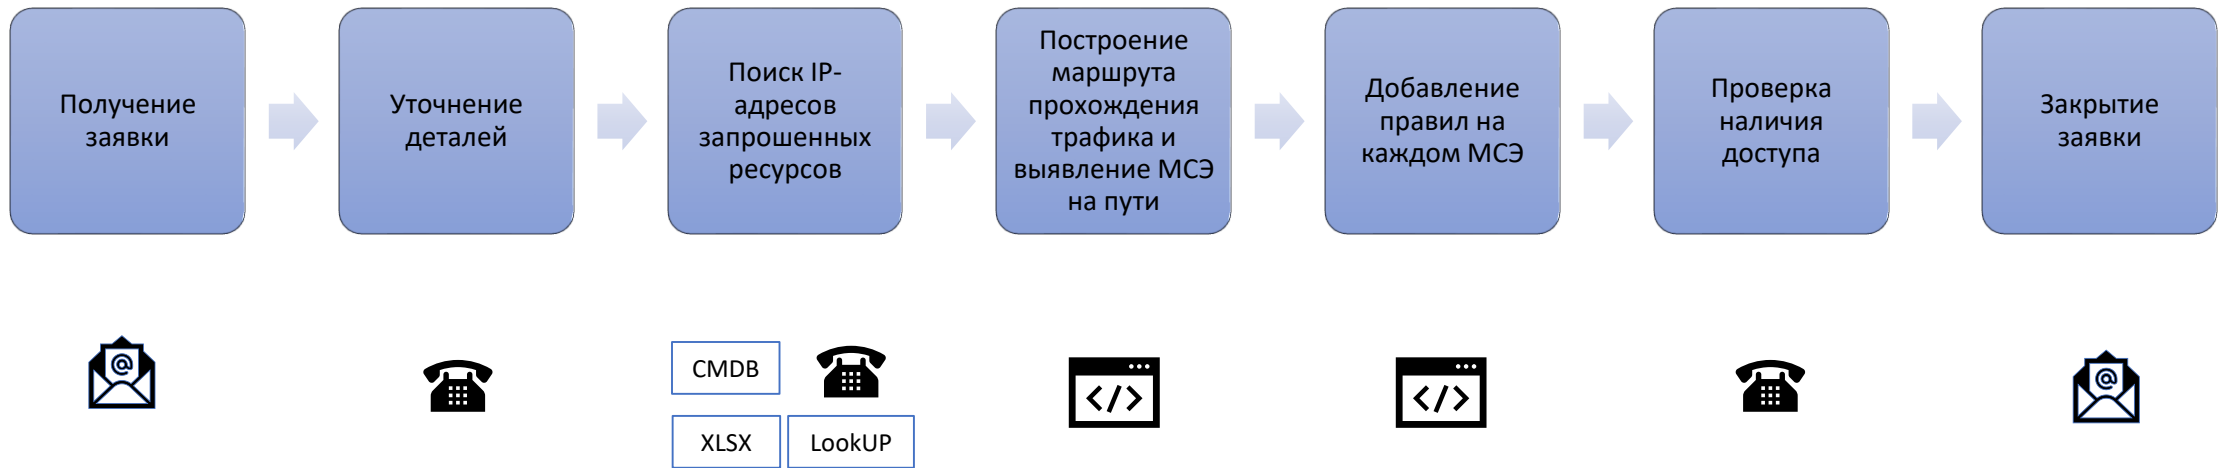 Получение
заявки
Уточнение
деталей
Поиск IP-
адресов
запрошенных
ресурсов
Построение
маршрута
прохождения
трафика и
выявление МСЭ
на пути
Добавление
правил на
каждом МСЭ
Проверка
наличия
доступа
Закрытие
заявки
@
CMDB
XLSX
LookUP
</>
</>
@